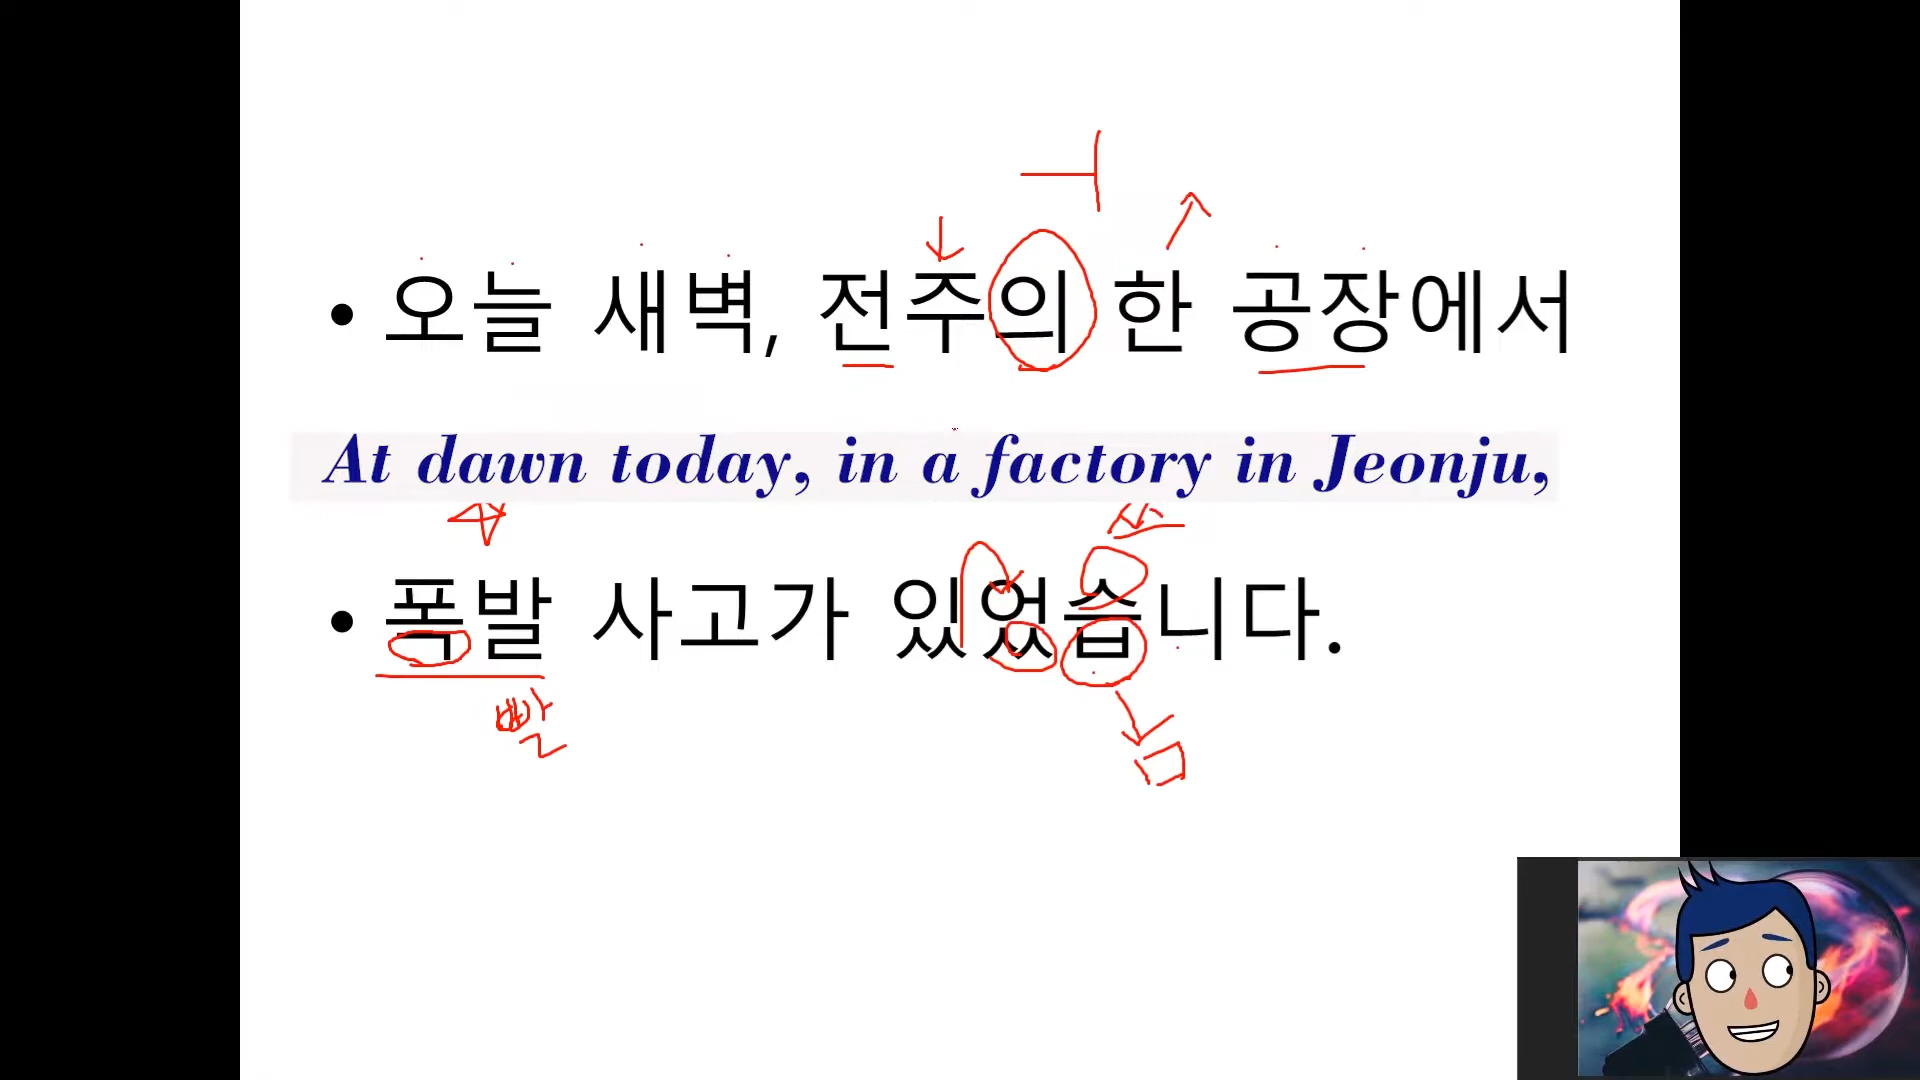 • 오늘 새벽, 전주의 한 공장에서
At dawn today, in a factory in Jeonju,
• 폭발 사고가 있었습니다.
빨
ㅁ